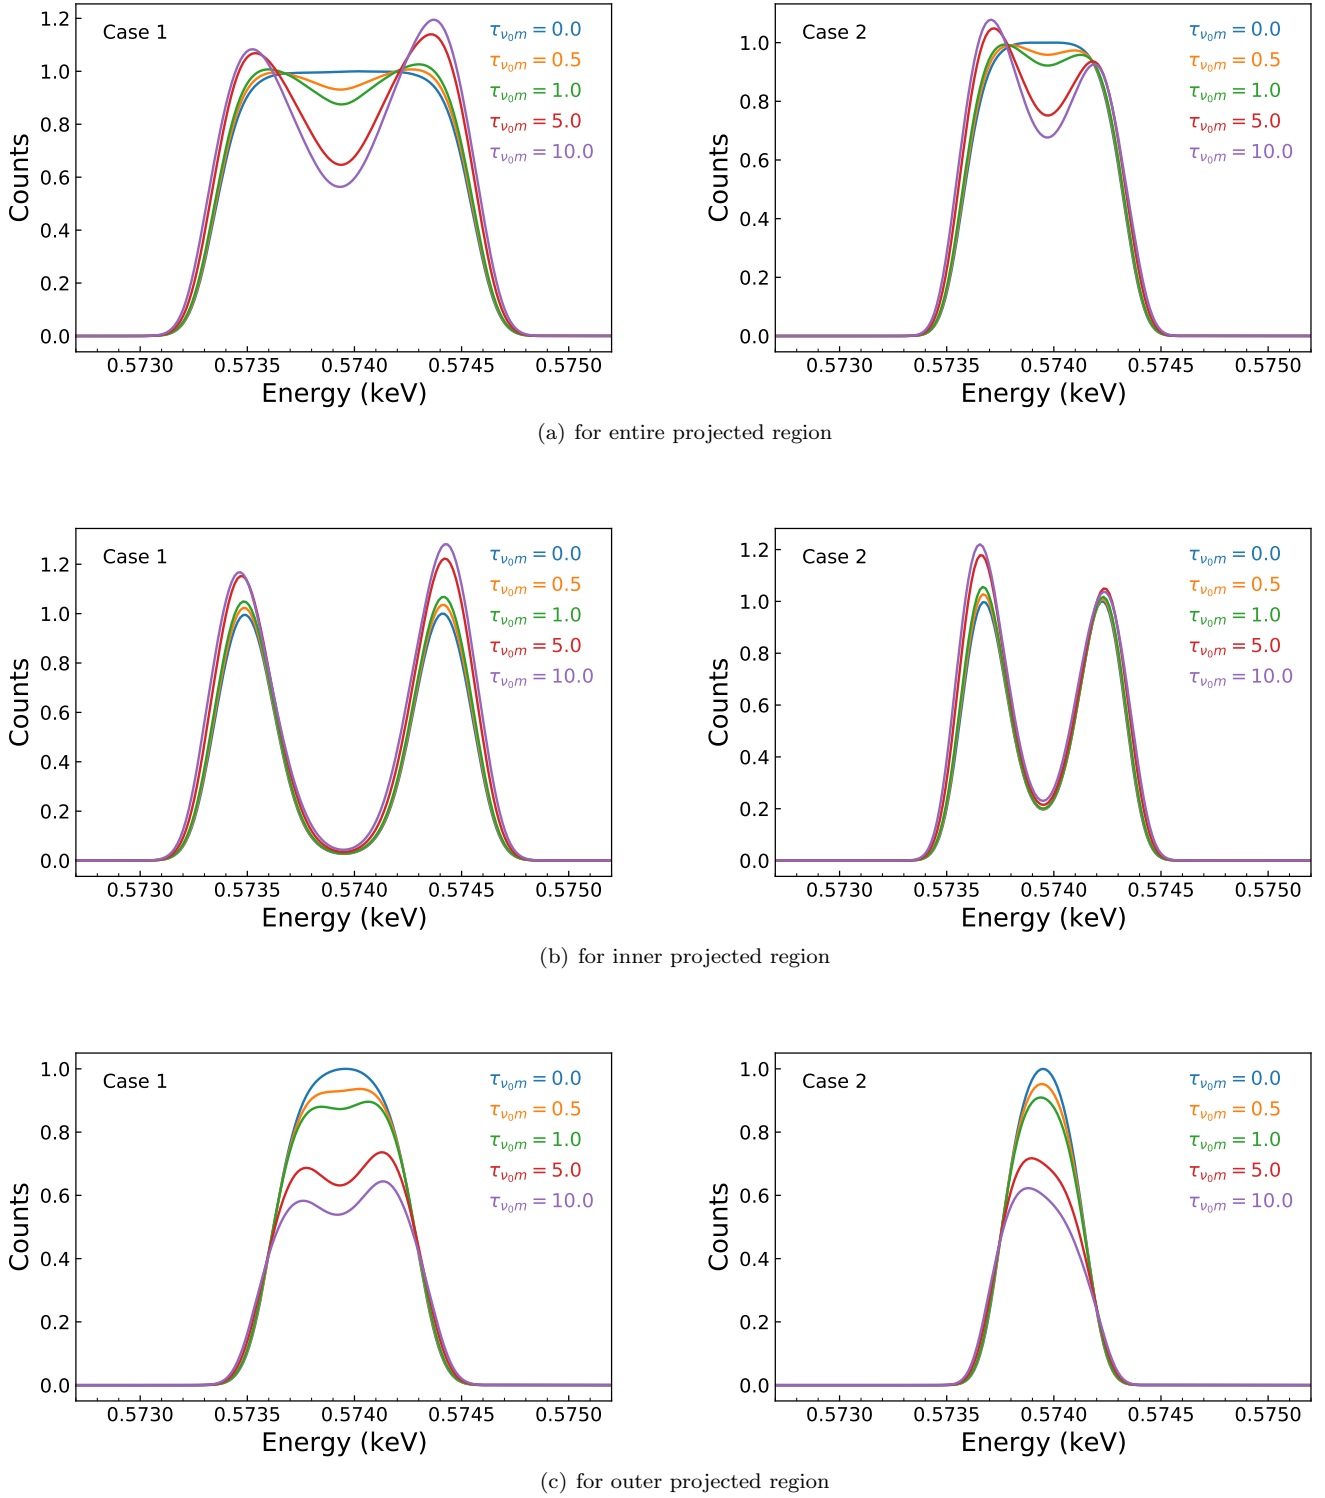 Case 1
τν₀m = 0.0
τν₀m = 0.5
τν₀m = 1.0
τν₀m = 5.0
τν₀m = 10.0
1.2
1.0
0.8
0.6
0.4
0.2
0.0
Counts
0.5730 0.5735 0.5740 0.5745 0.5750
Energy (keV)
Case 2
τν₀m = 0.0
τν₀m = 0.5
τν₀m = 1.0
τν₀m = 5.0
τν₀m = 10.0
1.0
0.8
0.6
0.4
0.2
0.0
Counts
0.5730 0.5735 0.5740 0.5745 0.5750
Energy (keV)
(a) for entire projected region
Case 1
τν₀m = 0.0
τν₀m = 0.5
τν₀m = 1.0
τν₀m = 5.0
τν₀m = 10.0
1.2
1.0
0.8
0.6
0.4
0.2
0.0
Counts
0.5730 0.5735 0.5740 0.5745 0.5750
Energy (keV)
Case 2
τν₀m = 0.0
τν₀m = 0.5
τν₀m = 1.0
τν₀m = 5.0
τν₀m = 10.0
1.2
1.0
0.8
0.6
0.4
0.2
0.0
Counts
0.5730 0.5735 0.5740 0.5745 0.5750
Energy (keV)
(b) for inner projected region
Case 1
τν₀m = 0.0
τν₀m = 0.5
τν₀m = 1.0
τν₀m = 5.0
τν₀m = 10.0
1.0
0.8
0.6
0.4
0.2
0.0
Counts
0.5730 0.5735 0.5740 0.5745 0.5750
Energy (keV)
Case 2
τν₀m = 0.0
τν₀m = 0.5
τν₀m = 1.0
τν₀m = 5.0
τν₀m = 10.0
1.0
0.8
0.6
0.4
0.2
0.0
Counts
0.5730 0.5735 0.5740 0.5745 0.5750
Energy (keV)
(c) for outer projected region